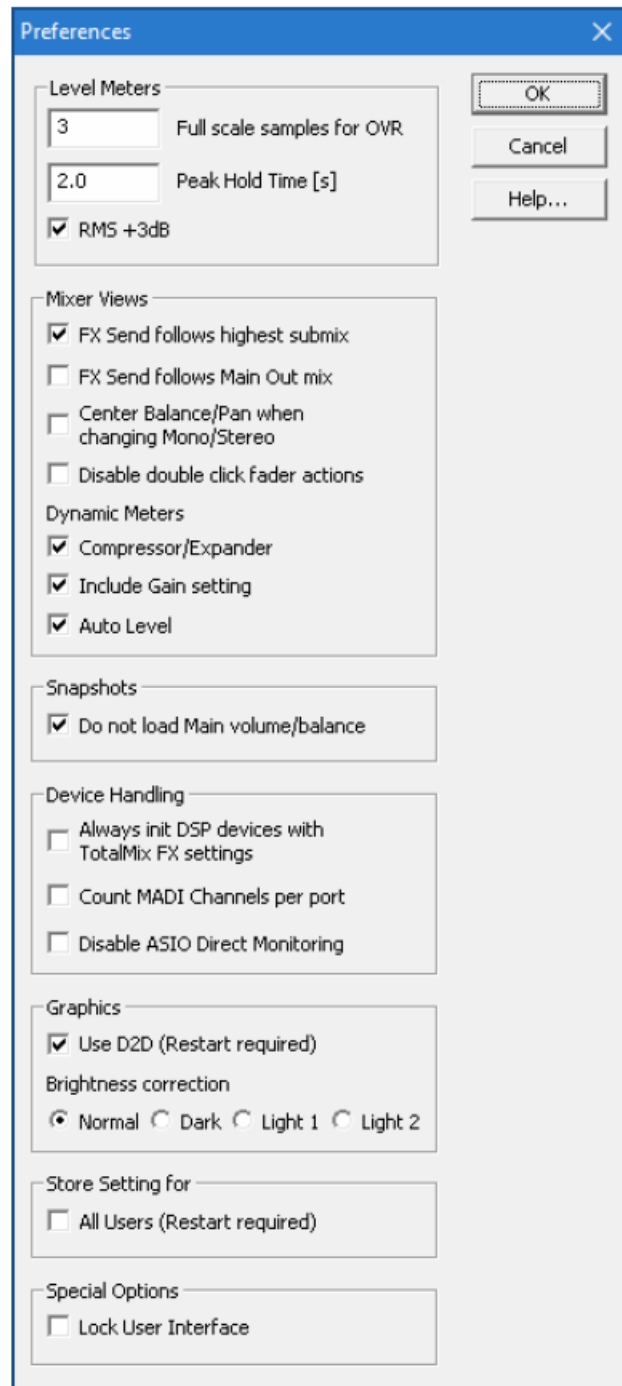 Preferences
Level Meters
3 Full scale samples for OVR
2.0 Peak Hold Time [s]
RMS +3dB
OK
Cancel
Help...
Mixer Views
FX Send follows highest submix
FX Send follows Main Out mix
Center Balance/Pan when
changing Mono/Stereo
Disable double click fader actions
Dynamic Meters
Compressor/Expander
Include Gain setting
Auto Level
Snapshots
Do not load Main volume/balance
Device Handling
Always init DSP devices with
TotalMix FX settings
Count MADI Channels per port
Disable ASIO Direct Monitoring
Graphics
Use D2D (Restart required)
Brightness correction
Normal Dark Light 1 Light 2
Store Setting for
All Users (Restart required)
Special Options
Lock User Interface